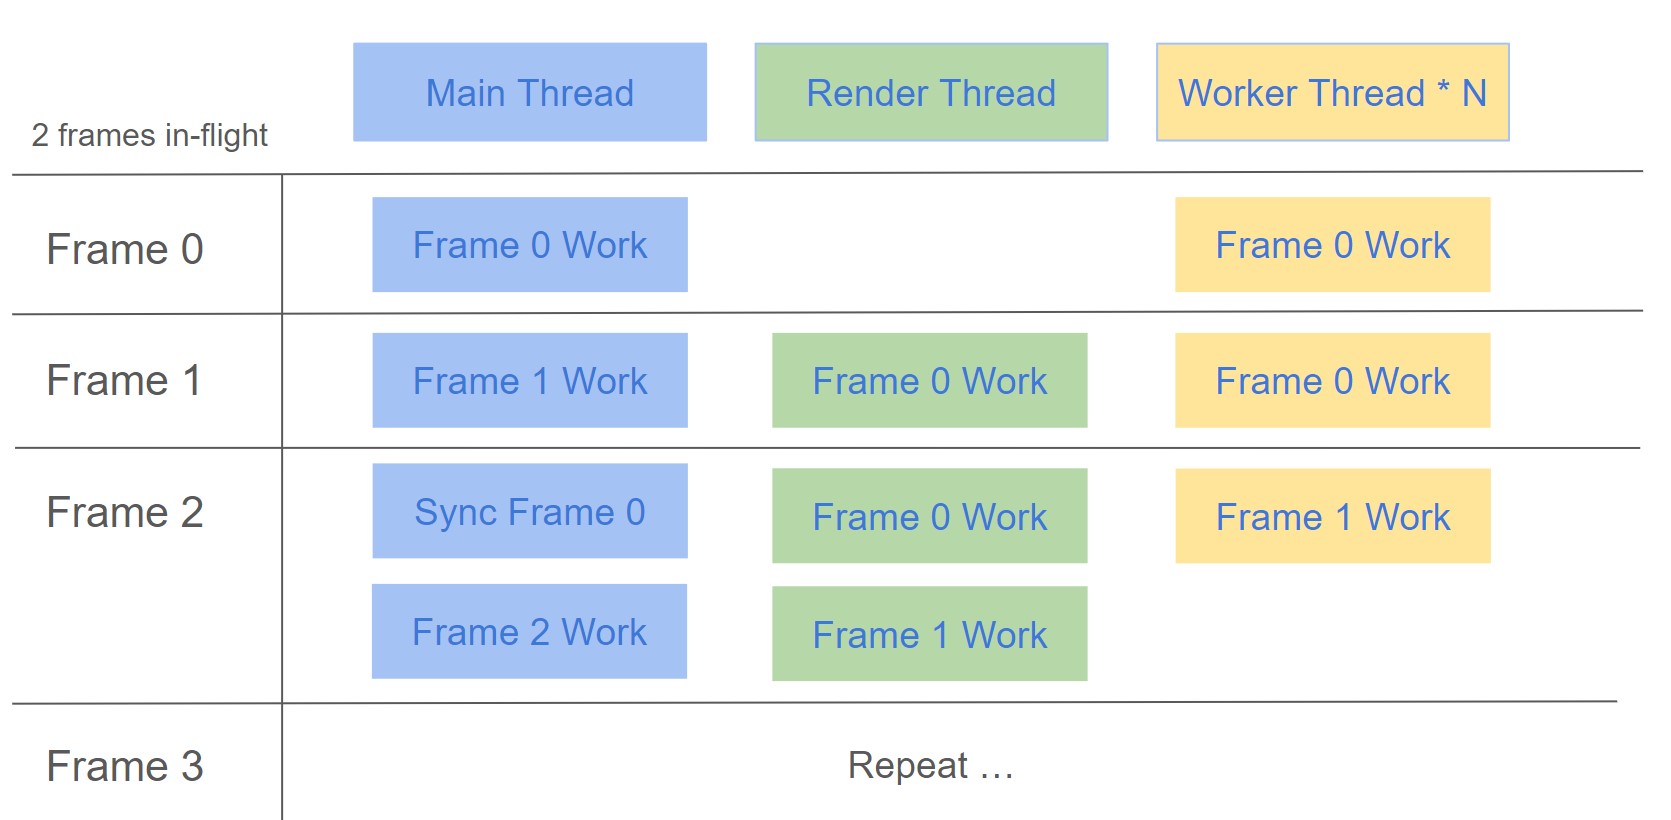 Main Thread
Render Thread
Worker Thread * N
2 frames in-flight
Frame 0
Frame 0 Work
Frame 0 Work
Frame 1
Frame 1 Work
Frame 0 Work
Frame 0 Work
Frame 2
Sync Frame 0
Frame 0 Work
Frame 1 Work
Frame 2 Work
Frame 1 Work
Frame 3
Repeat …